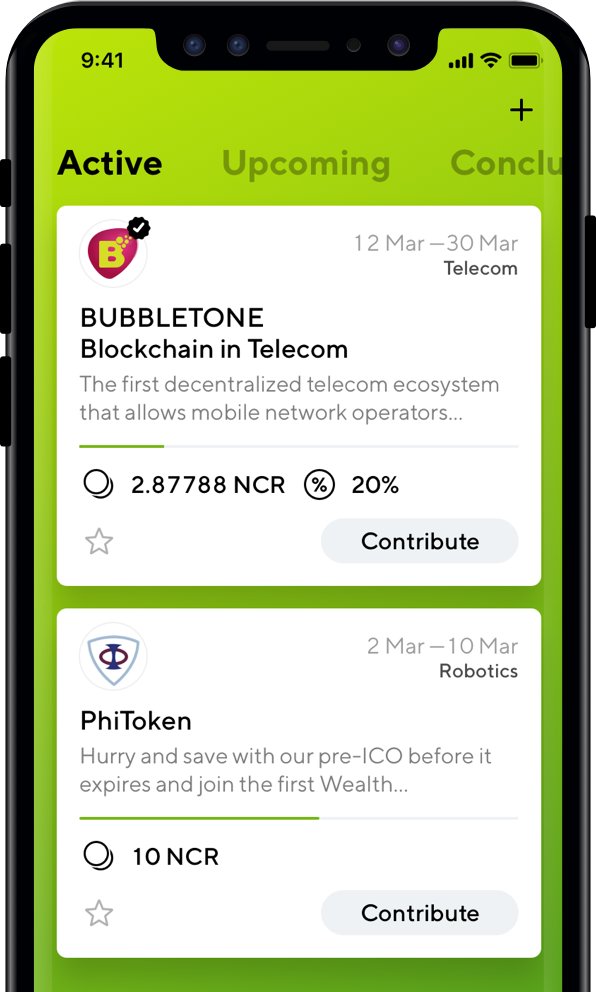 9:41
+
Active Upcoming Conclu
B
12 Mar —30 Mar
Telecom
BUBBLETONE
Blockchain in Telecom
The first decentralized telecom ecosystem
that allows mobile network operators...
2.87788 NCR % 20%
Contribute
2 Mar —10 Mar
Robotics
PhiToken
Hurry and save with our pre-ICO before it
expires and join the first Wealth...
10 NCR
Contribute